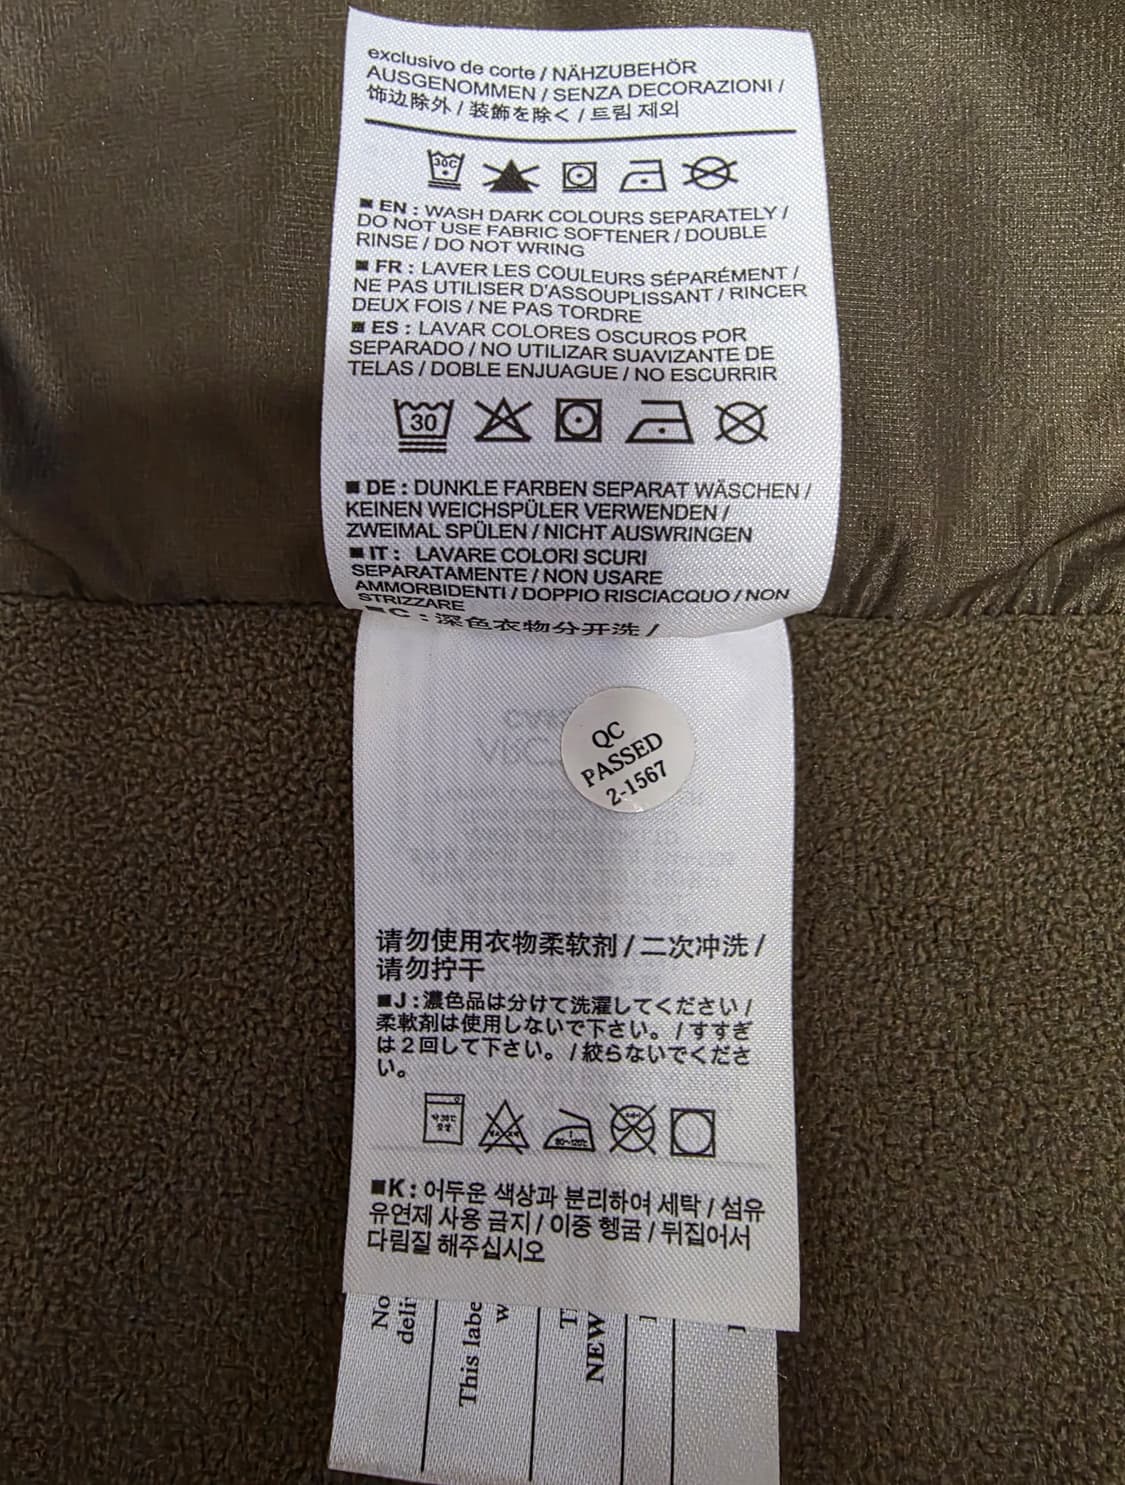 exclusivo de corte / NÄHZUBEHÖR
AUSGENOMMEN / SENZA DECORAZIONI /
饰边除外 / 装飾を除く / 트림 제외
30C
■ EN : WASH DARK COLOURS SEPARATELY /
DO NOT USE FABRIC SOFTENER / DOUBLE
RINSE / DO NOT WRING
■ FR : LAVER LES COULEURS SÉPARÉMENT /
NE PAS UTILISER D'ASSOUPLISSANT / RINCER
DEUX FOIS / NE PAS TORDRE
■ ES : LAVAR COLORES OSCUROS POR
SEPARADO / NO UTILIZAR SUAVIZANTE DE
TELAS / DOBLE ENJUAGUE / NO ESCURRIR
30
■ DE : DUNKLE FARBEN SEPARAT WÄSCHEN /
KEINEN WEICHSPÜLER VERWENDEN /
ZWEIMAL SPÜLEN / NICHT AUSWRINGEN
■ IT : LAVARE COLORI SCURI
SEPARATAMENTE / NON USARE
AMMORBIDENTI / DOPPIO RISCIACQUO / NON
STRIZZARE
■ C : 深色衣物分开洗 /
QC
PASSED
2-1567
请勿使用衣物柔软剂 / 二次冲洗 /
请勿拧干
■J : 濃色品は分けて洗濯してください /
柔軟剤は使用しないで下さい。 / すすぎ
は2回して下さい。 / 絞らないでくださ
い。
■K : 어두운 색상과 분리하여 세탁 / 섬유
유연제 사용 금지 / 이중 헹굼 / 뒤집어서
다림질 해주십시오
No
deli
This labe
w
NEW